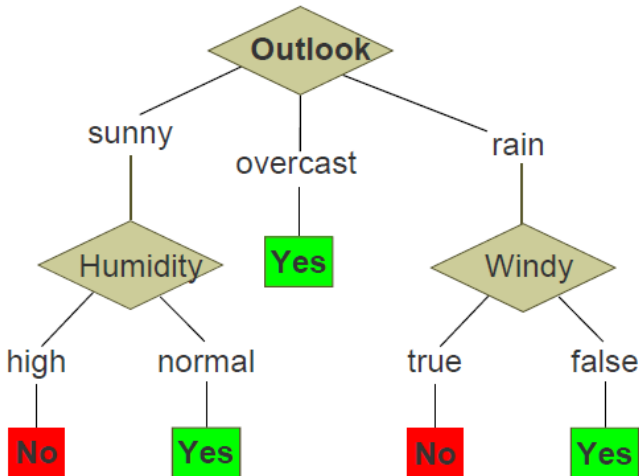 Outlook
sunny
overcast
rain
Humidity
Yes
Windy
high
normal
true
false
No
Yes
No
Yes